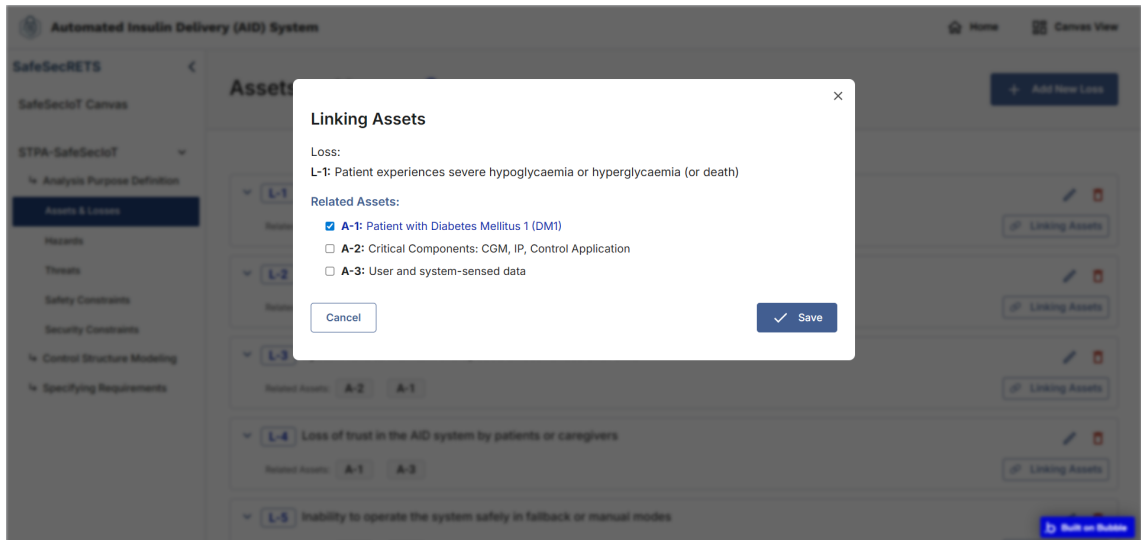 Automated Insulin Delivery (AID) System
Home
Canvas View
SafeSecRETS
SafeSecIoT Canvas
STPA-SafeSecIoT
Analysis Purpose Definition
Assets & Losses
Hazards
Threats
Safety Constraints
Security Constraints
Control Structure Modeling
Specifying Requirements
Assets
+ Add New Loss
Linking Assets
Loss:
L-1: Patient experiences severe hypoglycaemia or hyperglycaemia (or death)
Related Assets:
A-1: Patient with Diabetes Mellitus 1 (DM1)
A-2: Critical Components: CGM, IP, Control Application
A-3: User and system-sensed data
Cancel
Save
L-1
Linking Assets
L-2
Linking Assets
L-3
Related Assets: A-2 A-1
Linking Assets
L-4 Loss of trust in the AID system by patients or caregivers
Related Assets: A-1 A-3
Linking Assets
L-5 Inability to operate the system safely in fallback or manual modes
Built on Bubble